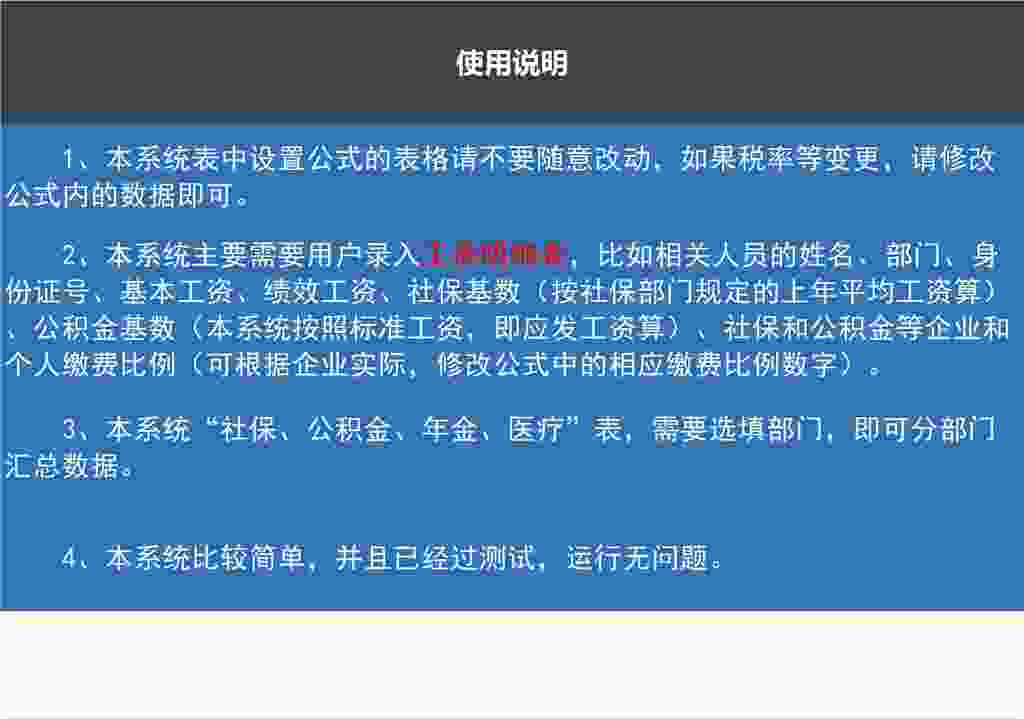 使用说明
1、本系统表中设置公式的表格请不要随意改动，如果税率等变更，请修改
公式内的数据即可。
2、本系统主要需要用户录入工资明细表，比如相关人员的姓名、部门、身
份证号、基本工资、绩效工资、社保基数（按社保部门规定的上年平均工资算）
、公积金基数（本系统按照标准工资，即应发工资算）、社保和公积金等企业和
个人缴费比例（可根据企业实际，修改公式中的相应缴费比例数字）。
3、本系统“社保、公积金、年金、医疗”表，需要选填部门，即可分部门
汇总数据。
4、本系统比较简单，并且已经过测试，运行无问题。